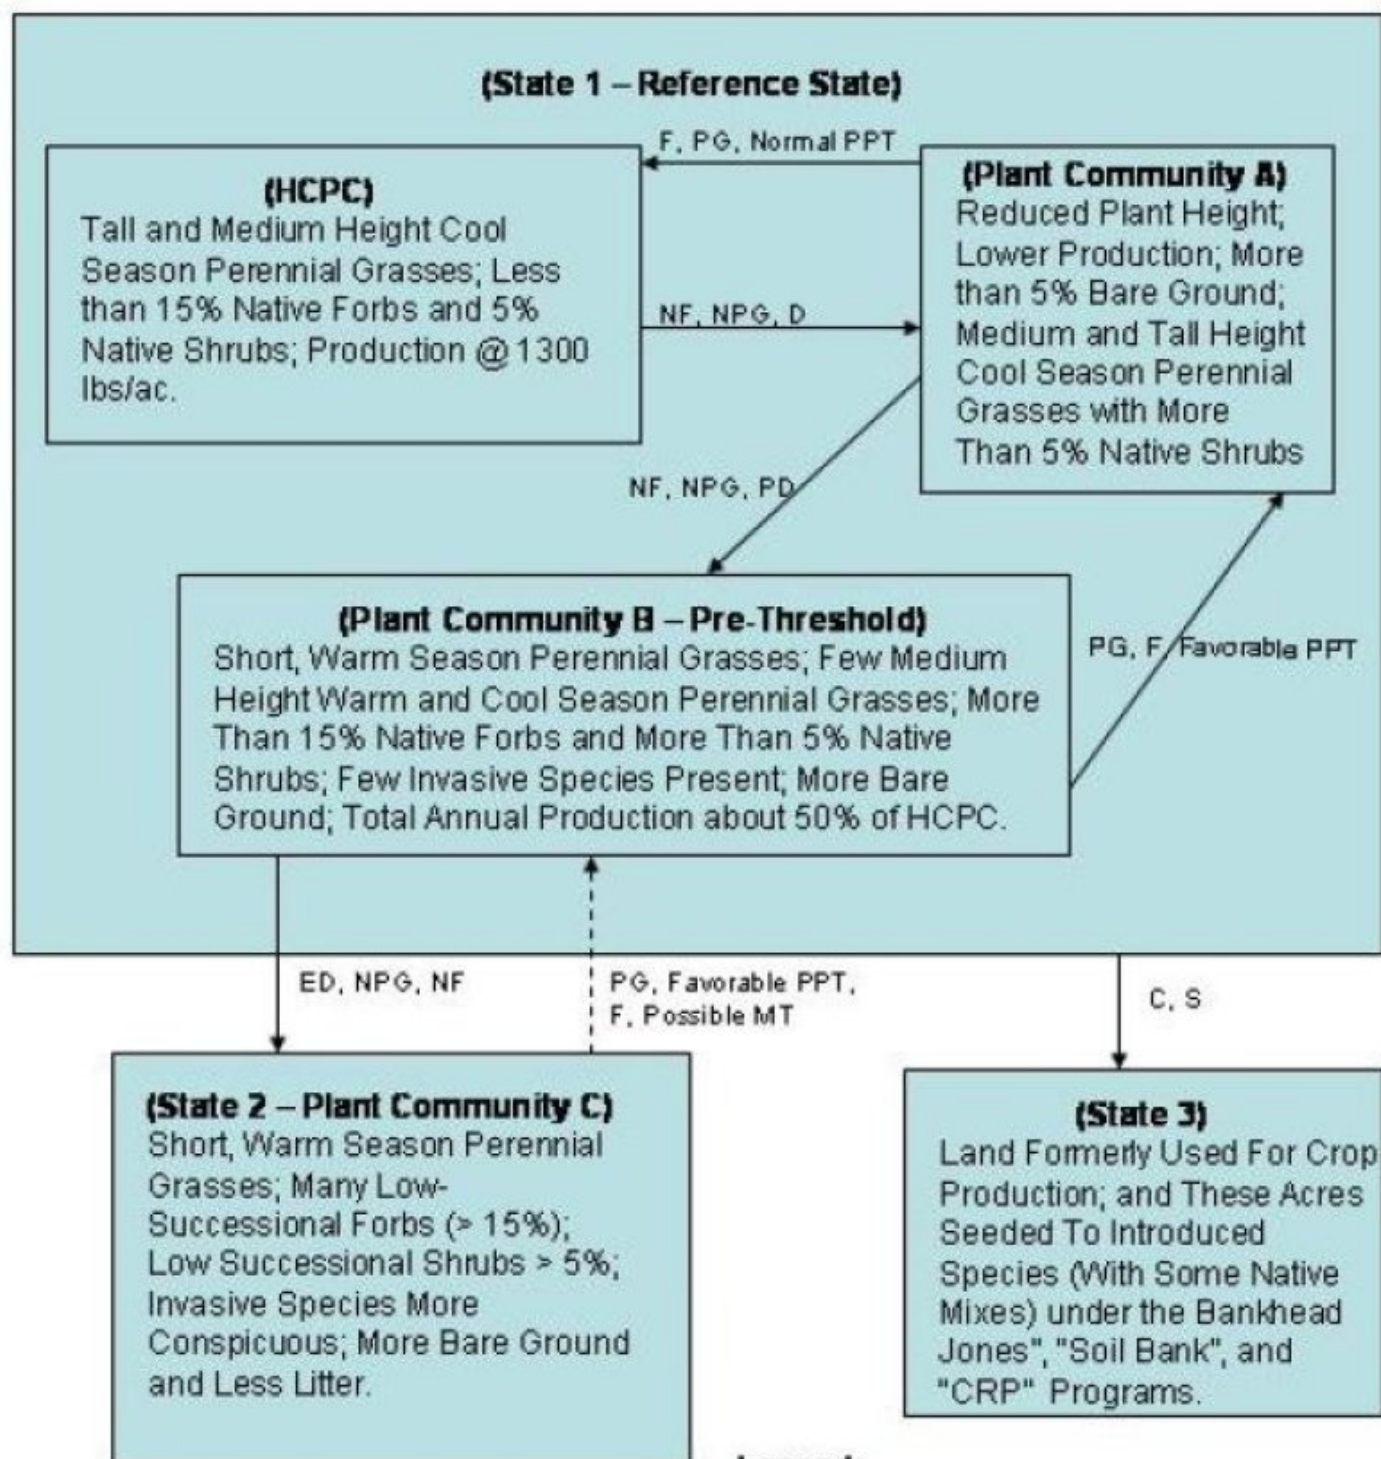 (State 1 – Reference State)
F, PG, Normal PPT
(HCPC)
Tall and Medium Height Cool
Season Perennial Grasses; Less
than 15% Native Forbs and 5%
Native Shrubs; Production @ 1300
lbs/ac.
NF, NPG, D
(Plant Community A)
Reduced Plant Height;
Lower Production; More
than 5% Bare Ground;
Medium and Tall Height
Cool Season Perennial
Grasses with More
Than 5% Native Shrubs
NF, NPG, PD
(Plant Community B – Pre-Threshold)
Short, Warm Season Perennial Grasses; Few Medium
Height Warm and Cool Season Perennial Grasses; More
Than 15% Native Forbs and More Than 5% Native
Shrubs; Few Invasive Species Present; More Bare
Ground; Total Annual Production about 50% of HCPC.
PG, F, Favorable PPT
ED, NPG, NF
PG, Favorable PPT,
F, Possible MT
C, S
(State 2 – Plant Community C)
Short, Warm Season Perennial
Grasses; Many Low-
Successional Forbs (> 15%);
Low Successional Shrubs > 5%;
Invasive Species More
Conspicuous; More Bare Ground
and Less Litter.
(State 3)
Land Formerly Used For Crop
Production; and These Acres
Seeded To Introduced
Species (With Some Native
Mixes) under the Bankhead
Jones", "Soil Bank", and
"CRP" Programs.